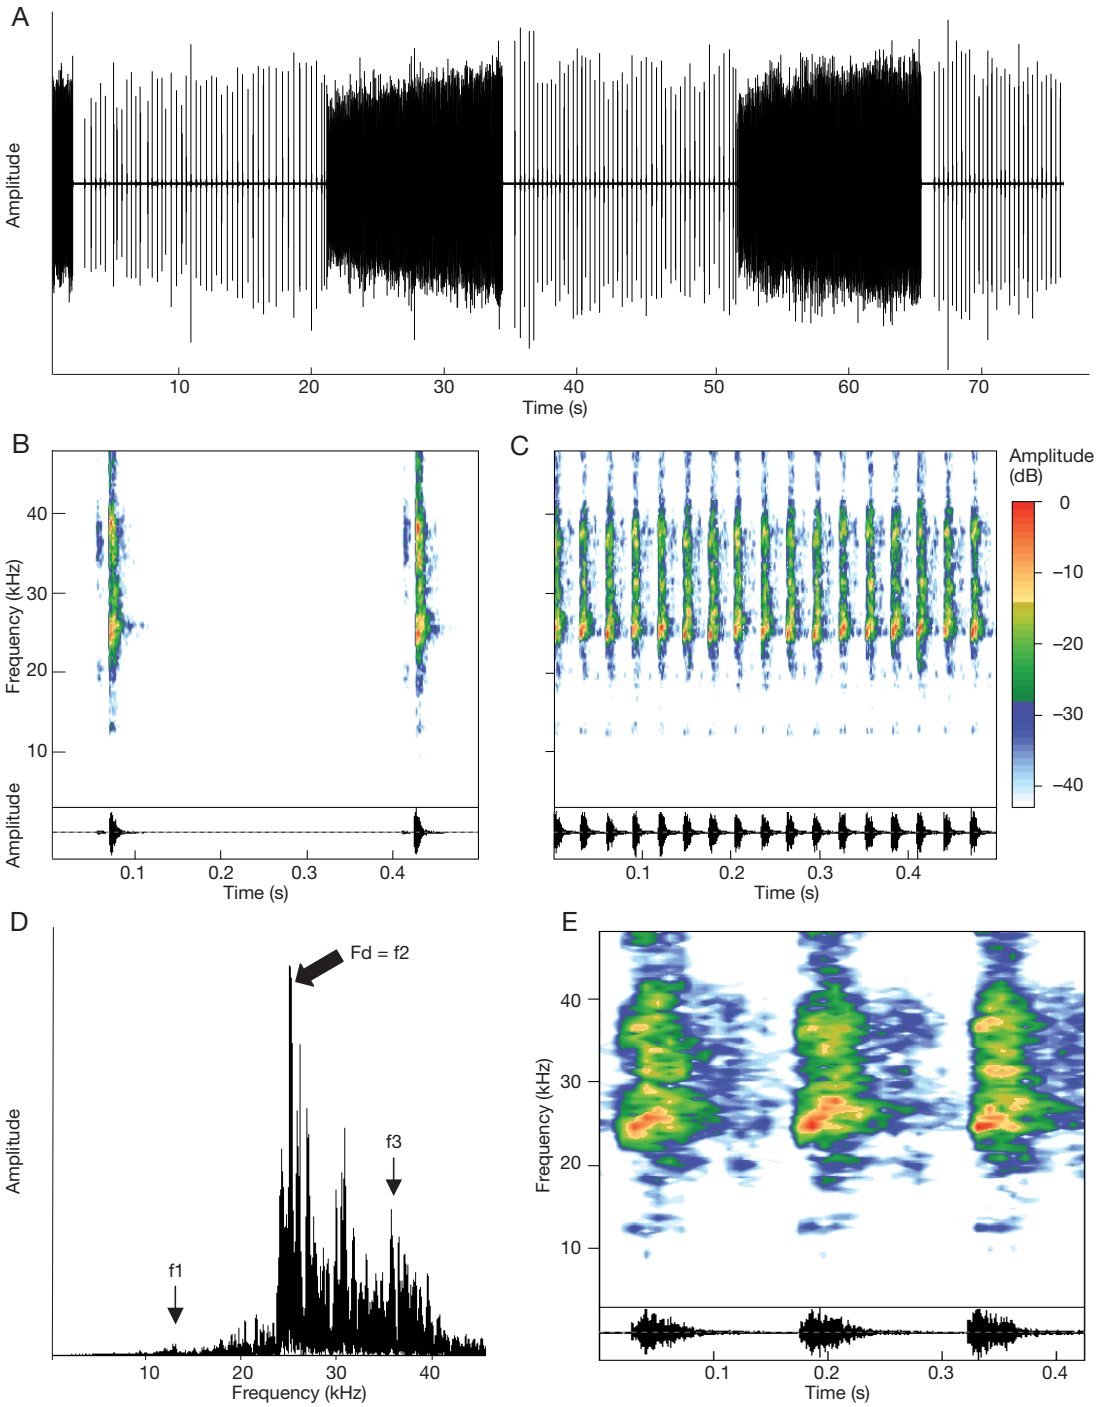 A
Amplitude
10 20 30 40 50 60 70
Time (s)
B
Frequency (kHz)
40
30
20
10
Amplitude
0.1 0.2 0.3 0.4
Time (s)
C
0.1 0.2 0.3 0.4
Time (s)
Amplitude
(dB)
0
–10
–20
–30
–40
D
Amplitude
Fd = f2
f3
f1
10 20 30 40
Frequency (kHz)
E
Frequency (kHz)
40
30
20
10
0.1 0.2 0.3 0.4
Time (s)